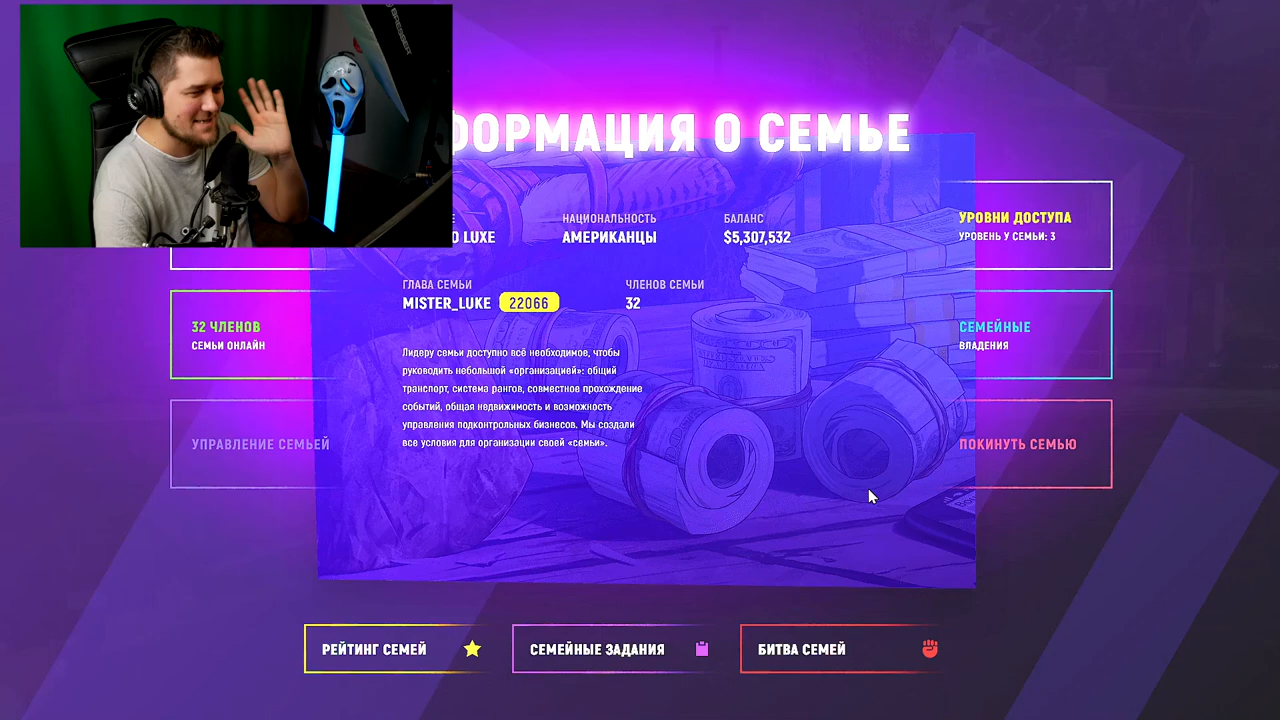 ФОРМАЦИЯ О СЕМЬЕ
НАЦИОНАЛЬНОСТЬ
БАЛАНС
LUXE
АМЕРИКАНЦЫ
$5,307,532
ГЛАВА СЕМЬИ
ЧЛЕНОВ СЕМЬИ
MISTER_LUKE 22066
32
Лидеру семьи доступно всё необходимое, чтобы
руководить небольшой «организацией»: общий
транспорт, система рангов, совместное прохождение
событий, общая недвижимость и возможность
управления подконтрольных бизнесов. Мы создали
все условия для организации своей «семьи».
32 ЧЛЕНОВ
СЕМЬИ ОНЛАЙН
УПРАВЛЕНИЕ СЕМЬЕЙ
УРОВНИ ДОСТУПА
УРОВЕНЬ У СЕМЬИ: 3
СЕМЕЙНЫЕ
ВЛАДЕНИЯ
ПОКИНУТЬ СЕМЬЮ
РЕЙТИНГ СЕМЕЙ
СЕМЕЙНЫЕ ЗАДАНИЯ
БИТВА СЕМЕЙ